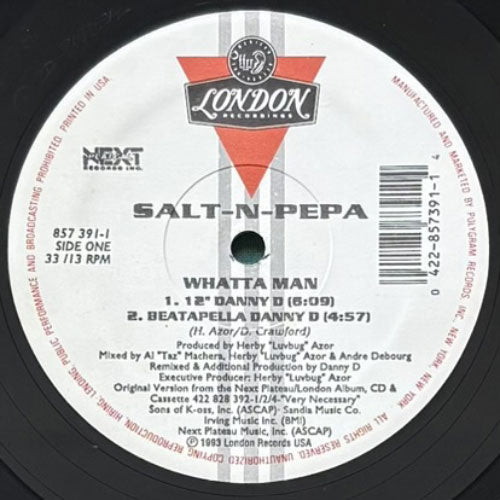 AMERICAN
ffrr
LONDON
RECORDINGS
NEXT
PLATEAU
RECORDS INC.
SALT-N-PEPA
857 391-1
SIDE ONE
33 /13 RPM
0 422-857391-1 4
WHATTA MAN
1. 12" DANNY D (6:09)
2. BEATAPELLA DANNY D (4:57)
(H. Azor/D. Crawford)
Produced by Herby "Luvbug" Azor
Mixed by Al "Taz" Machera, Herby "Luvbug" Azor & Andre Debourg
Remixed & Additional Production by Danny D
Executive Producer: Herby "Luvbug" Azor
Original Version from the Next Plateau/London Album, CD &
Cassette 422 828 392-1/2/4-"Very Necessary"
Sons of K-oss, Inc. (ASCAP)- Sandia Music Co.
Irving Music Inc. (BMI)
Next Plateau Music, Inc. (ASCAP)
℗ 1993 London Records USA
MANUFACTURED AND MARKETED BY POLYGRAM RECORDS, INC. NEW YORK, NEW YORK
ALL RIGHTS RESERVED. UNAUTHORIZED COPYING, REPRODUCTION, HIRING, LENDING, PUBLIC PERFORMANCE AND BROADCASTING PROHIBITED. PRINTED IN USA